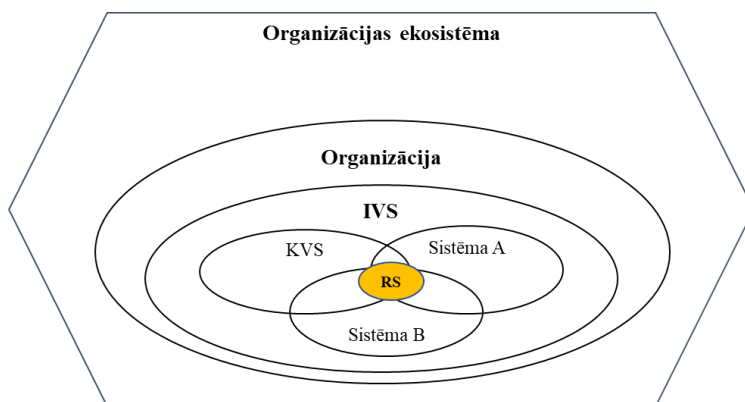 Organizācijas ekosistēma
Organizācija
IVS
KVS
Sistēma A
RS
Sistēma B